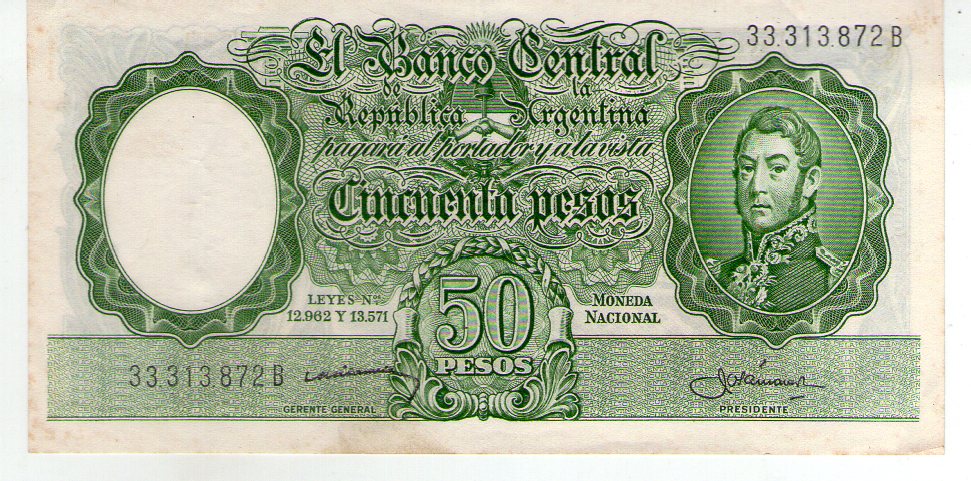 33.313.872 B
El Banco Central
de la
República Argentina
pagará al portador y a la vista
Cincuenta pesos
LEYES-Nos.
12.962 Y 13.571
50
PESOS
MONEDA
NACIONAL
33.313.872 B
GERENTE GENERAL
PRESIDENTE